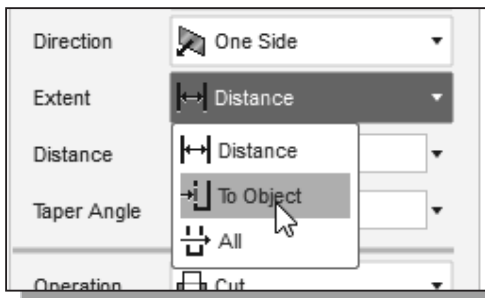 Direction One Side
Extent Distance
Distance Distance
Taper Angle To Object
All
Operation Cut